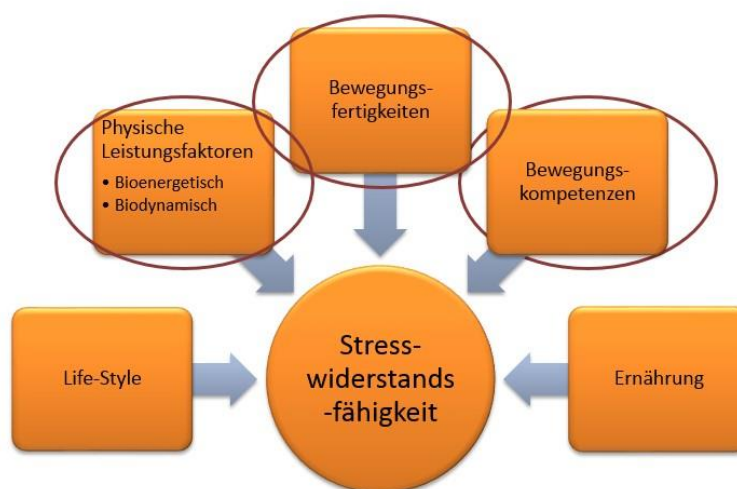 Bewegungs-
fertigkeiten
Physische
Leistungsfaktoren
• Bioenergetisch
• Biodynamisch
Bewegungs-
kompetenzen
Life-Style
Stress-
widerstands
-fähigkeit
Ernährung